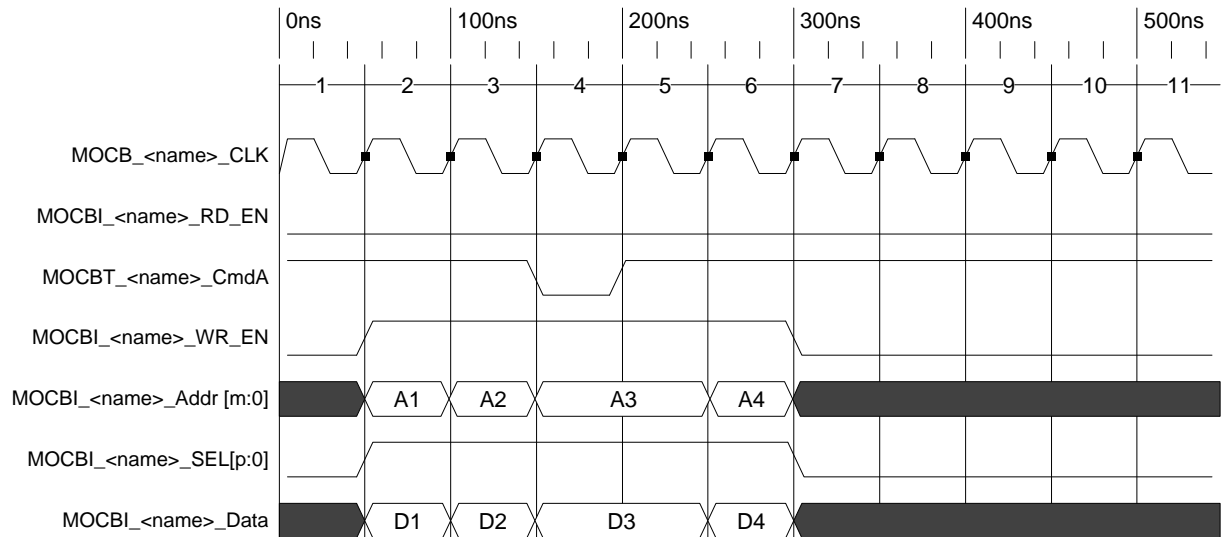 0ns 100ns 200ns 300ns 400ns 500ns
1 2 3 4 5 6 7 8 9 10 11
MOCB_<name>_CLK
MOCBI_<name>_RD_EN
MOCBT_<name>_CmdA
MOCBI_<name>_WR_EN
MOCBI_<name>_Addr [m:0] A1 A2 A3 A4
MOCBI_<name>_SEL[p:0]
MOCBI_<name>_Data D1 D2 D3 D4